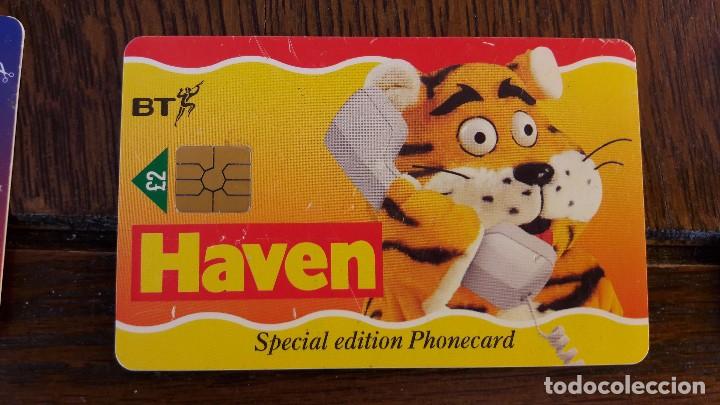 BT
£2
Haven
Special edition Phonecard
todocoleccion